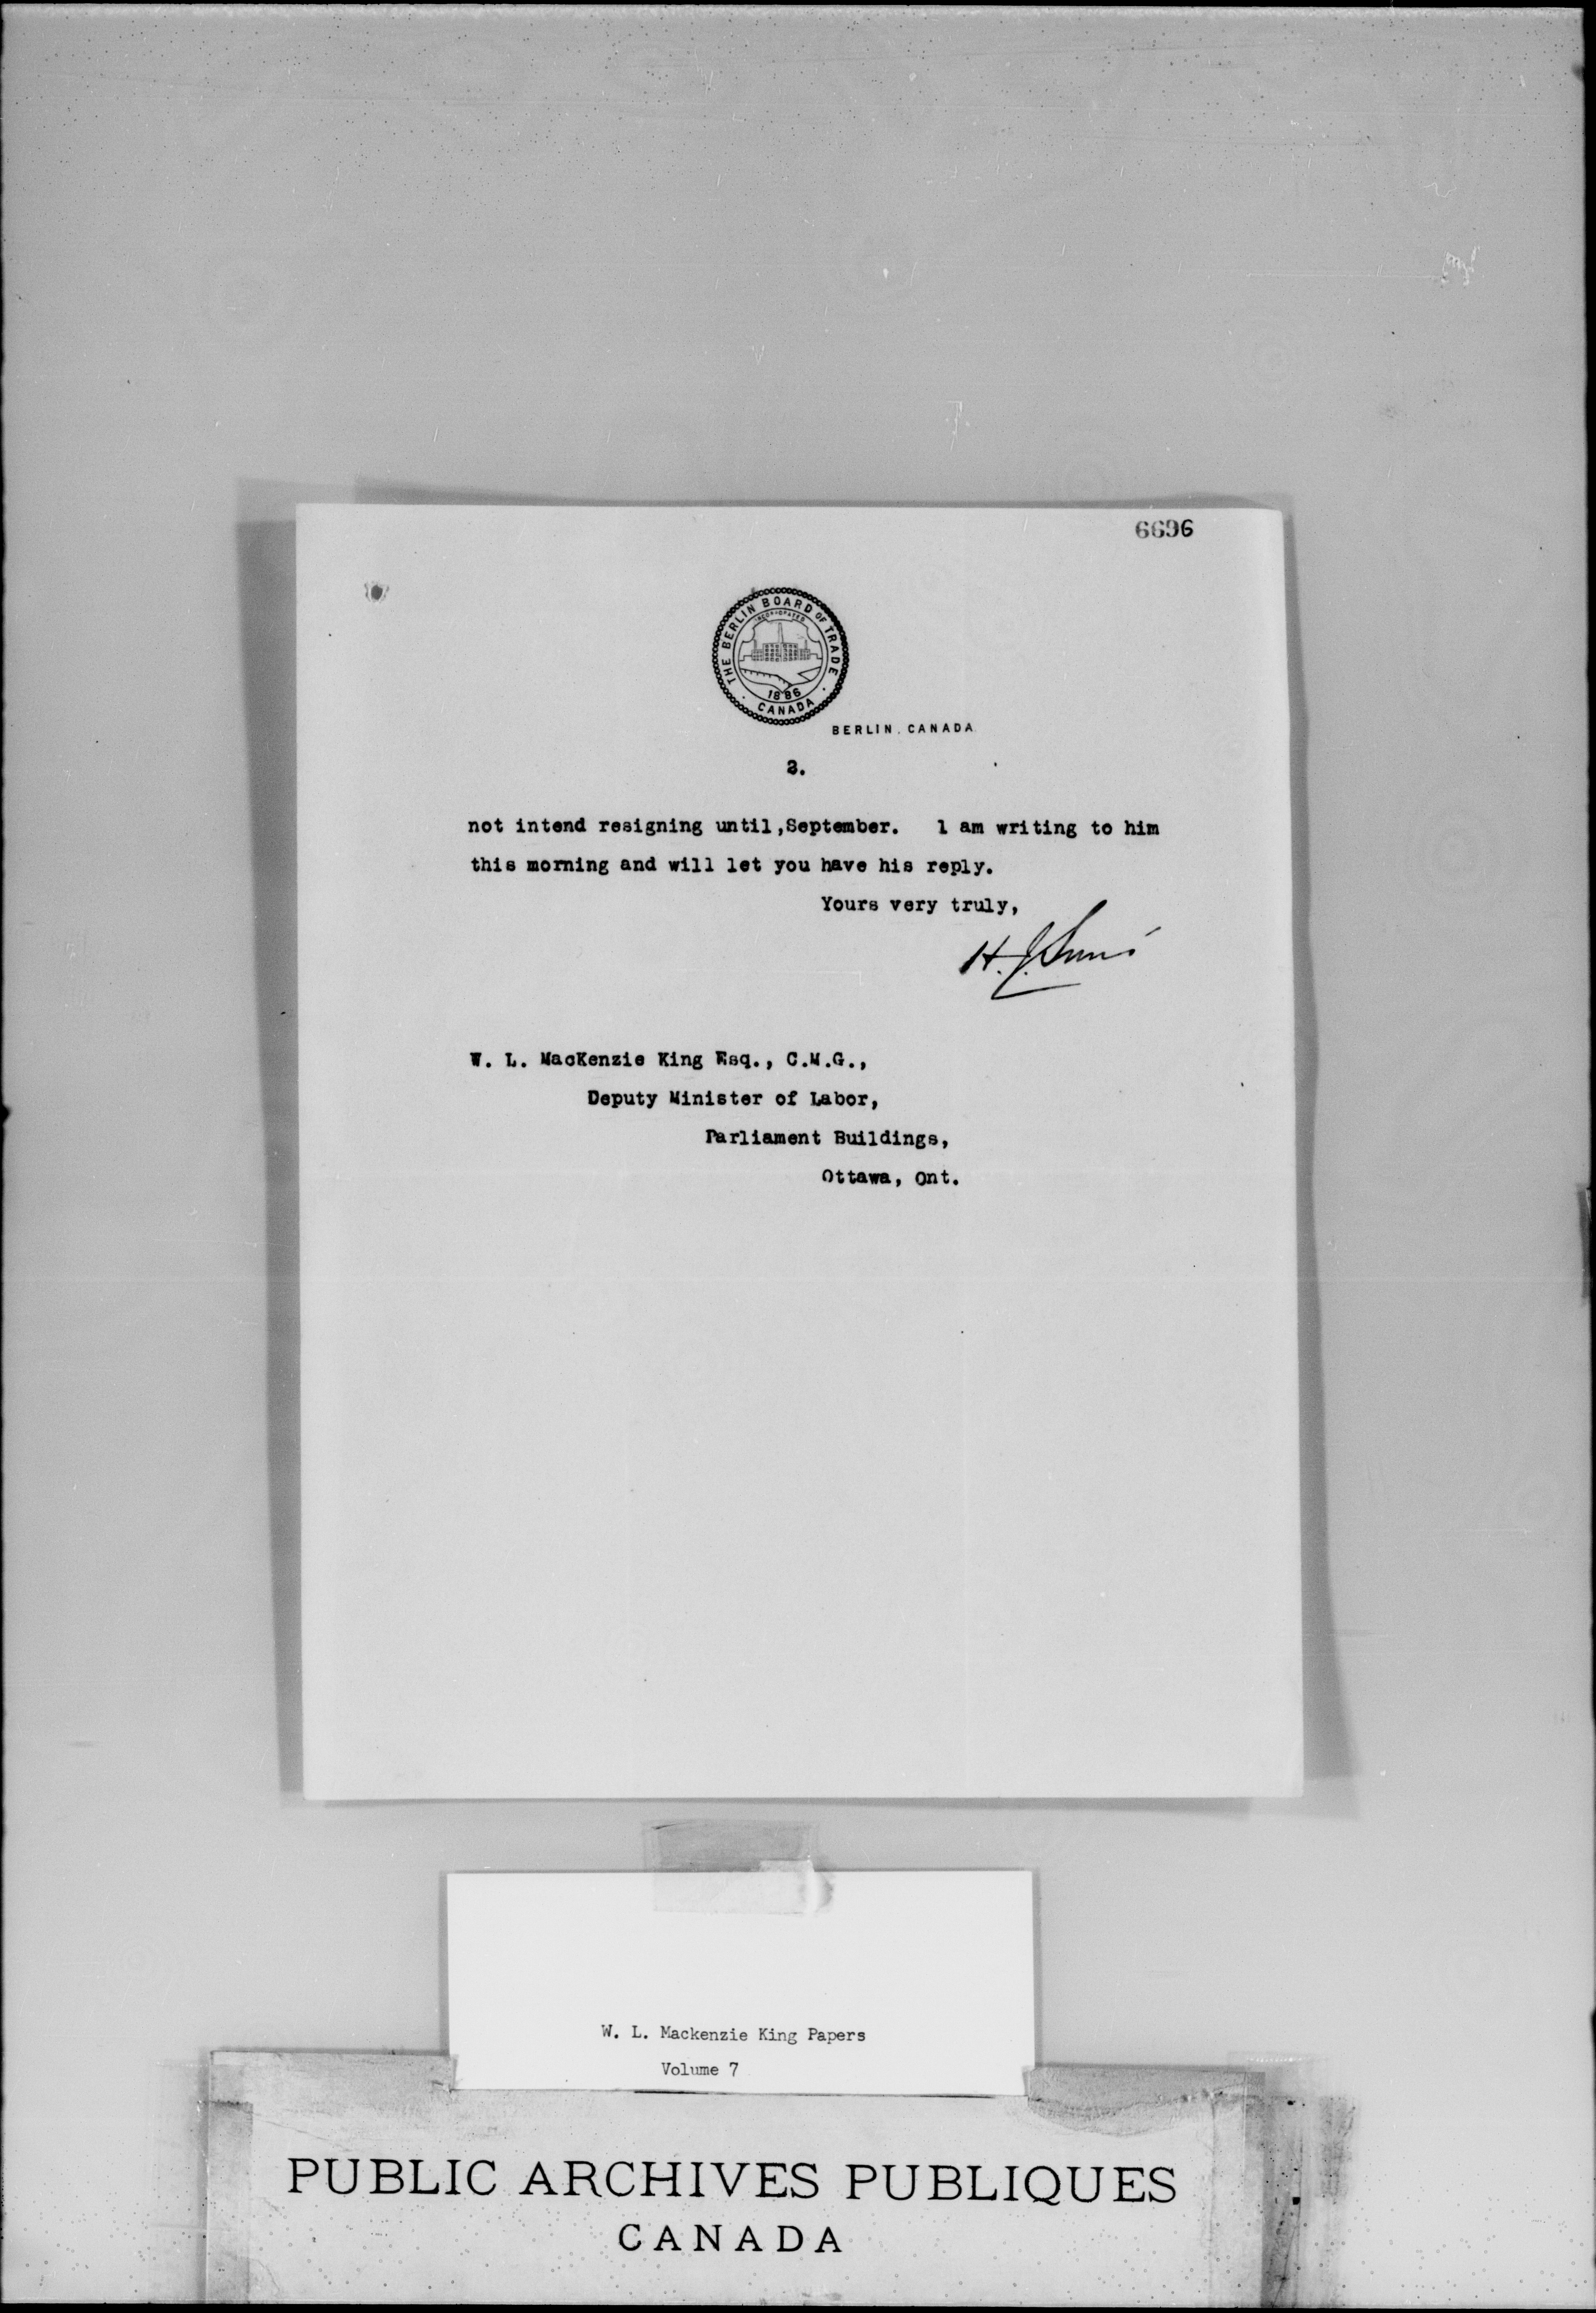 6696
THE BERLIN BOARD OF TRADE
INCORPORATED
1886
CANADA
BERLIN. CANADA
2.
not intend resigning until,September. l am writing to him
this morning and will let you have his reply.
Yours very truly,
H. J. Sims
W. L. MacKenzie King Esq., C.M.G.,
Deputy Minister of Labor,
Parliament Buildings,
Ottawa, Ont.
W. L. Mackenzie King Papers
Volume 7
PUBLIC ARCHIVES PUBLIQUES
CANADA